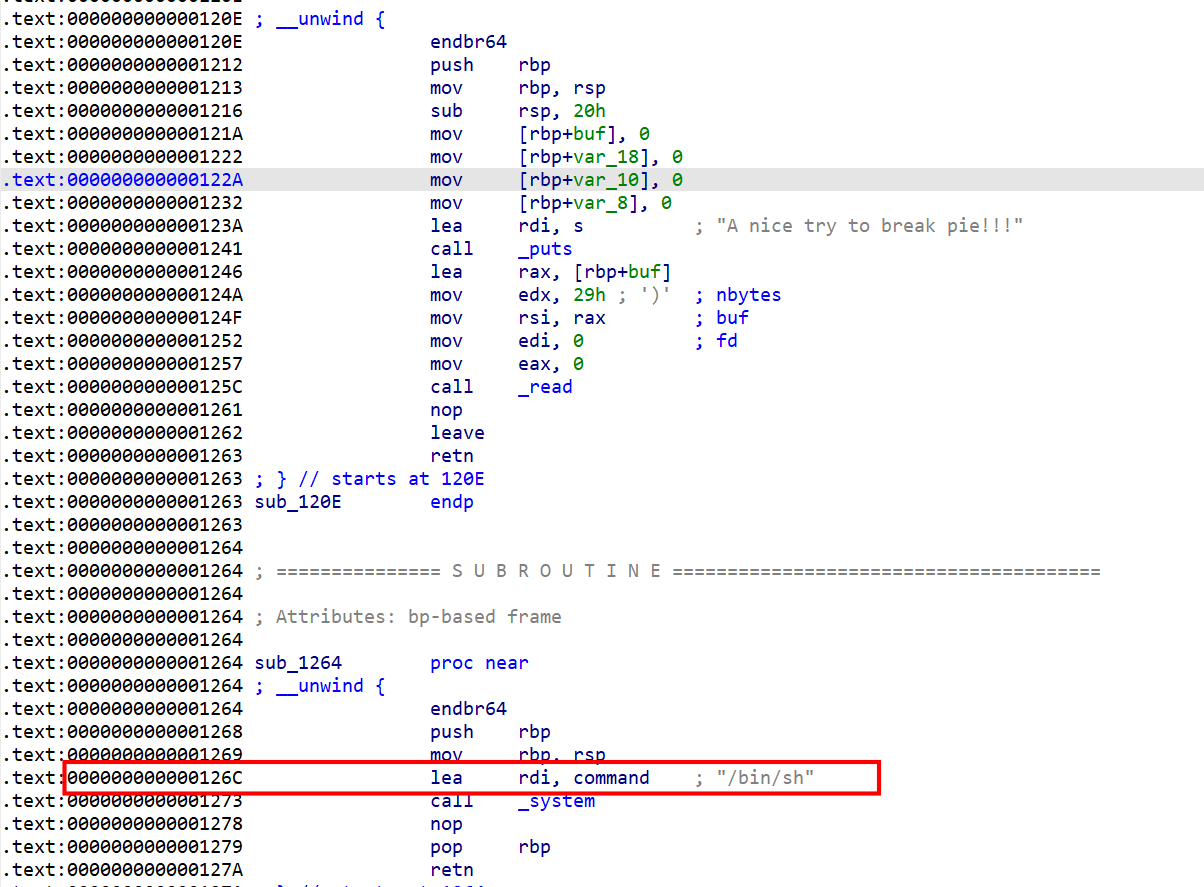 .text:000000000000120E ; __unwind {
.text:000000000000120E endbr64
.text:0000000000001212 push rbp
.text:0000000000001213 mov rbp, rsp
.text:0000000000001216 sub rsp, 20h
.text:000000000000121A mov [rbp+buf], 0
.text:0000000000001222 mov [rbp+var_18], 0
.text:000000000000122A mov [rbp+var_10], 0
.text:0000000000001232 mov [rbp+var_8], 0
.text:000000000000123A lea rdi, s ; "A nice try to break pie!!!"
.text:0000000000001241 call _puts
.text:0000000000001246 lea rax, [rbp+buf]
.text:000000000000124A mov edx, 29h ; ')' ; nbytes
.text:000000000000124F mov rsi, rax ; buf
.text:0000000000001252 mov edi, 0 ; fd
.text:0000000000001257 mov eax, 0
.text:000000000000125C call _read
.text:0000000000001261 nop
.text:0000000000001262 leave
.text:0000000000001263 retn
.text:0000000000001263 ; } // starts at 120E
.text:0000000000001263 sub_120E endp
.text:0000000000001263
.text:0000000000001264
.text:0000000000001264 ; =============== S U B R O U T I N E =======================================
.text:0000000000001264
.text:0000000000001264 ; Attributes: bp-based frame
.text:0000000000001264
.text:0000000000001264 sub_1264 proc near
.text:0000000000001264 ; __unwind {
.text:0000000000001264 endbr64
.text:0000000000001268 push rbp
.text:0000000000001269 mov rbp, rsp
.text:000000000000126C lea rdi, command ; "/bin/sh"
.text:0000000000001273 call _system
.text:0000000000001278 nop
.text:0000000000001279 pop rbp
.text:000000000000127A retn